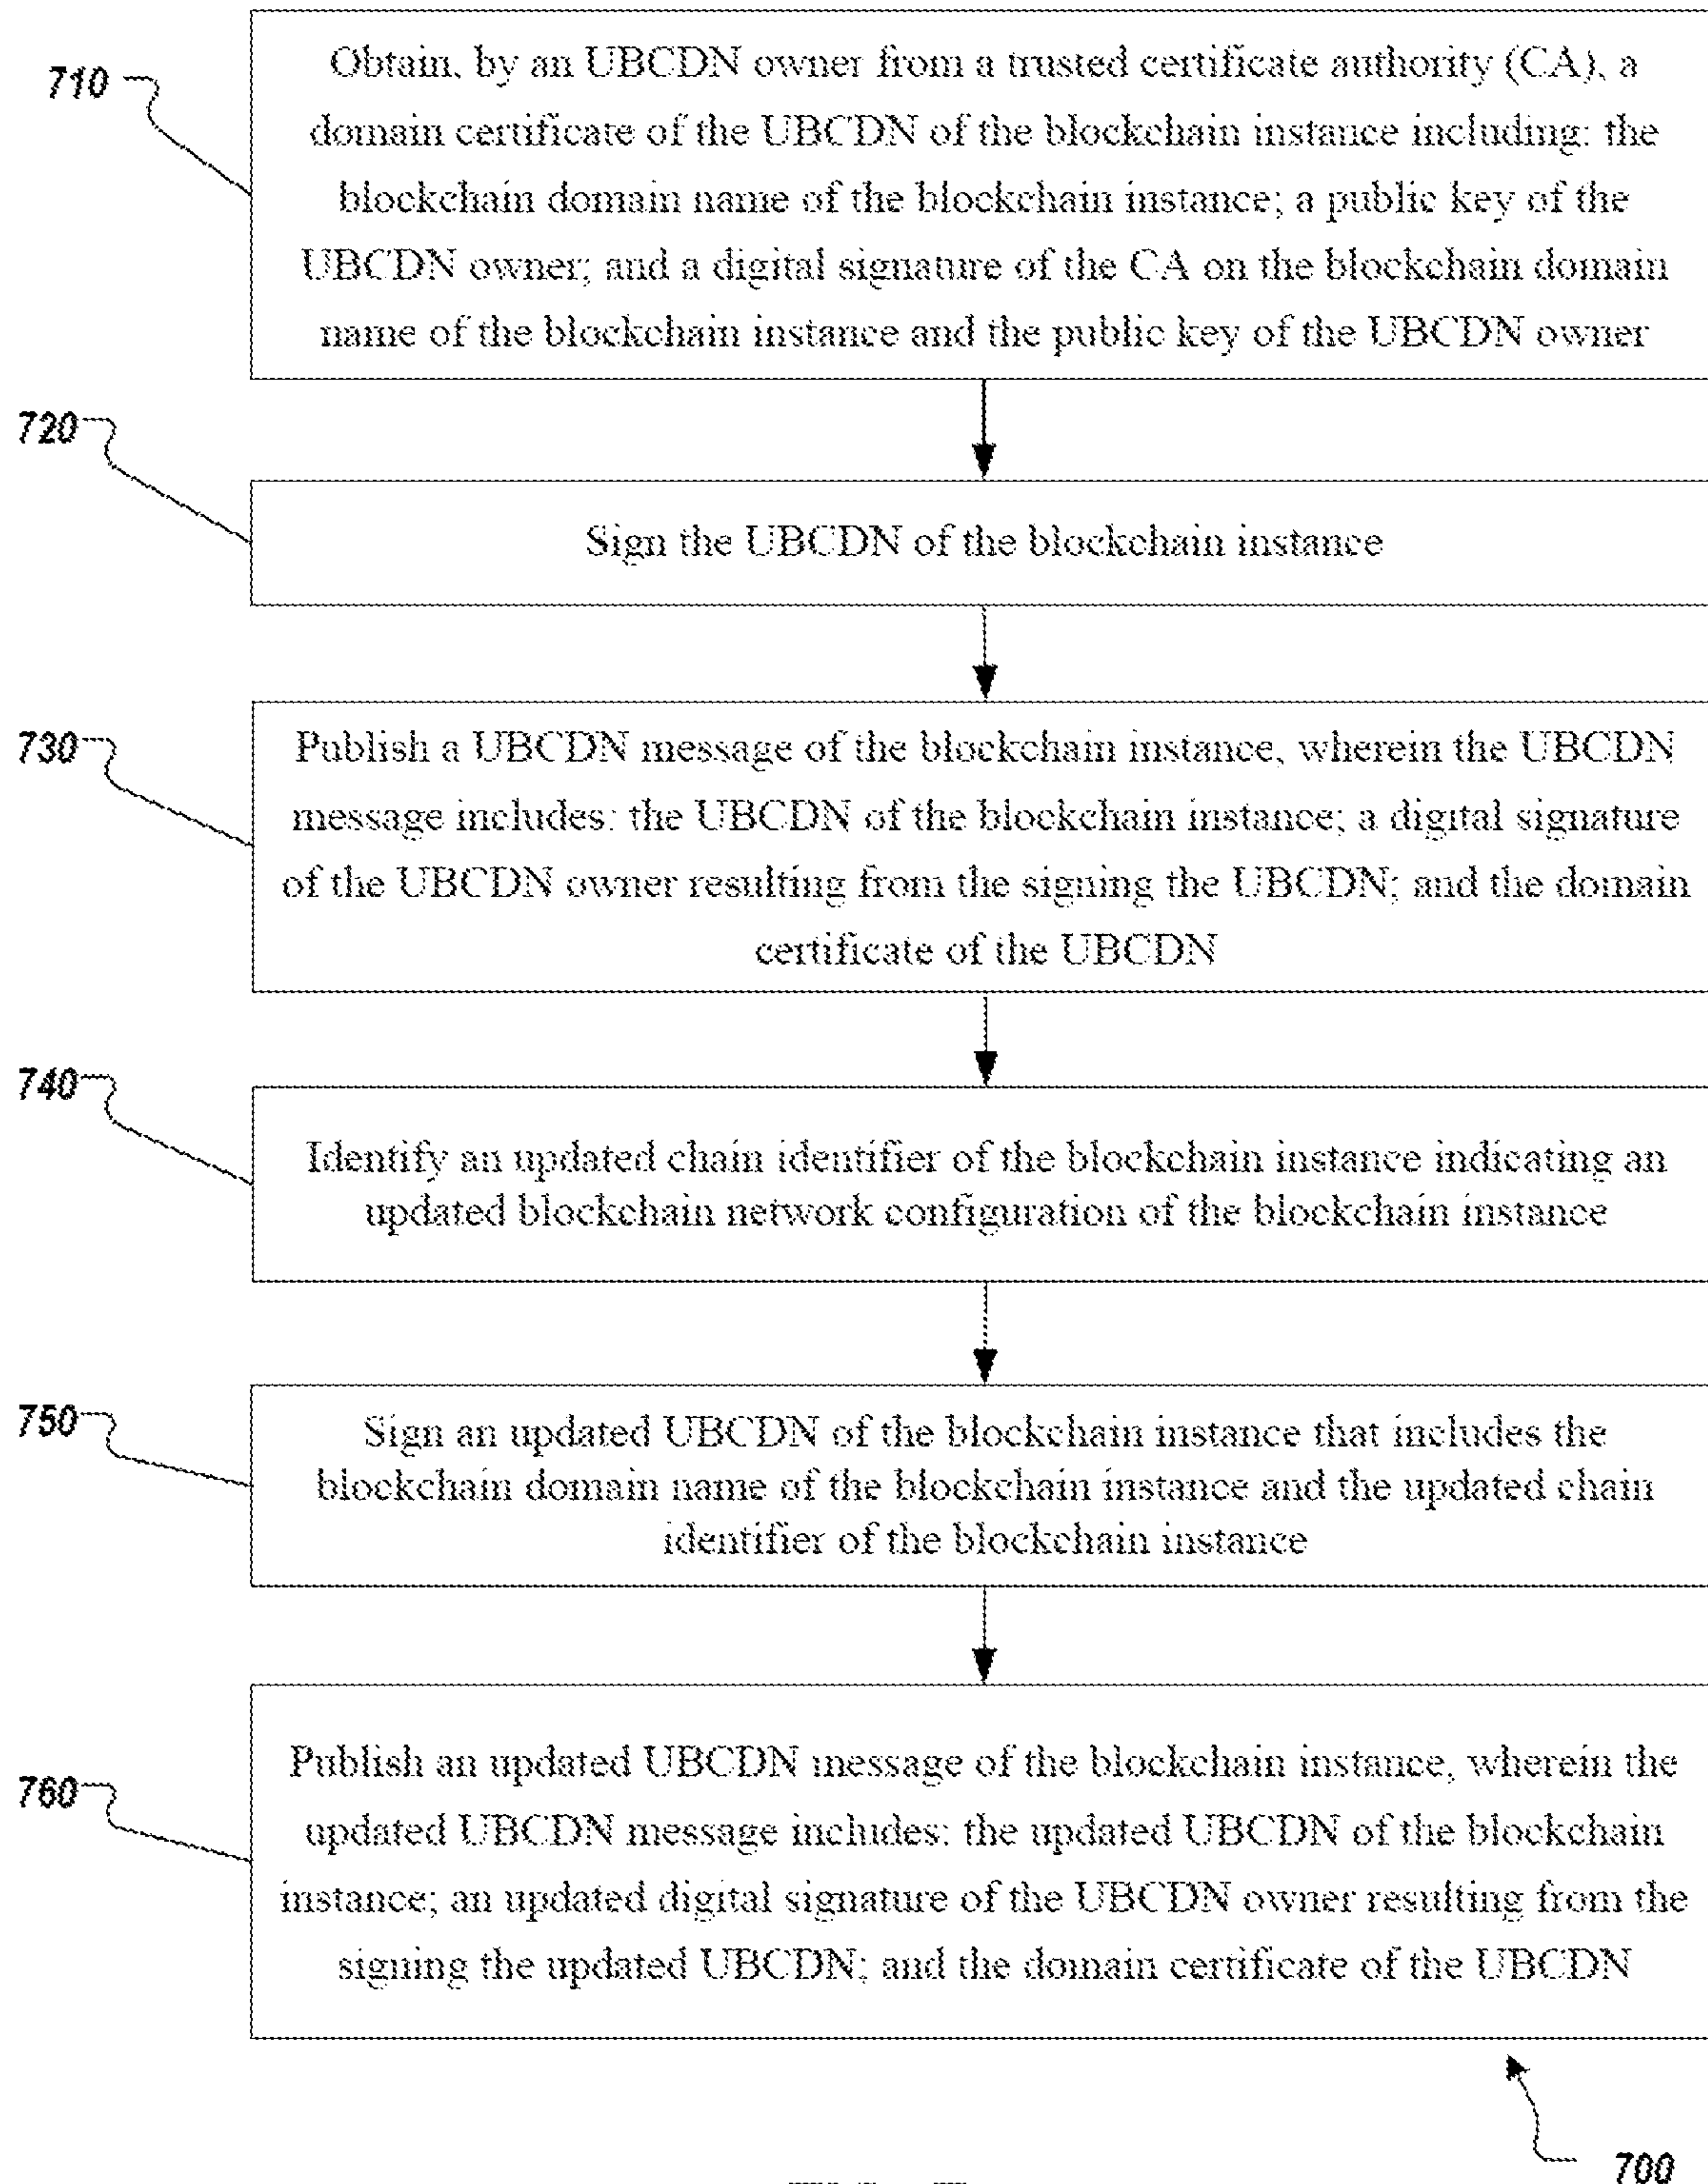 710
Obtain, by an UBCDN owner from a trusted certificate authority (CA), a
domain certificate of the UBCDN of the blockchain instance including: the
blockchain domain name of the blockchain instance; a public key of the
UBCDN owner; and a digital signature of the CA on the blockchain domain
name of the blockchain instance and the public key of the UBCDN owner
720
Sign the UBCDN of the blockchain instance
730
Publish a UBCDN message of the blockchain instance, wherein the UBCDN
message includes: the UBCDN of the blockchain instance; a digital signature
of the UBCDN owner resulting from the signing the UBCDN; and the domain
certificate of the UBCDN
740
Identify an updated chain identifier of the blockchain instance indicating an
updated blockchain network configuration of the blockchain instance
750
Sign an updated UBCDN of the blockchain instance that includes the
blockchain domain name of the blockchain instance and the updated chain
identifier of the blockchain instance
760
Publish an updated UBCDN message of the blockchain instance, wherein the
updated UBCDN message includes: the updated UBCDN of the blockchain
instance; an updated digital signature of the UBCDN owner resulting from the
signing the updated UBCDN; and the domain certificate of the UBCDN
700